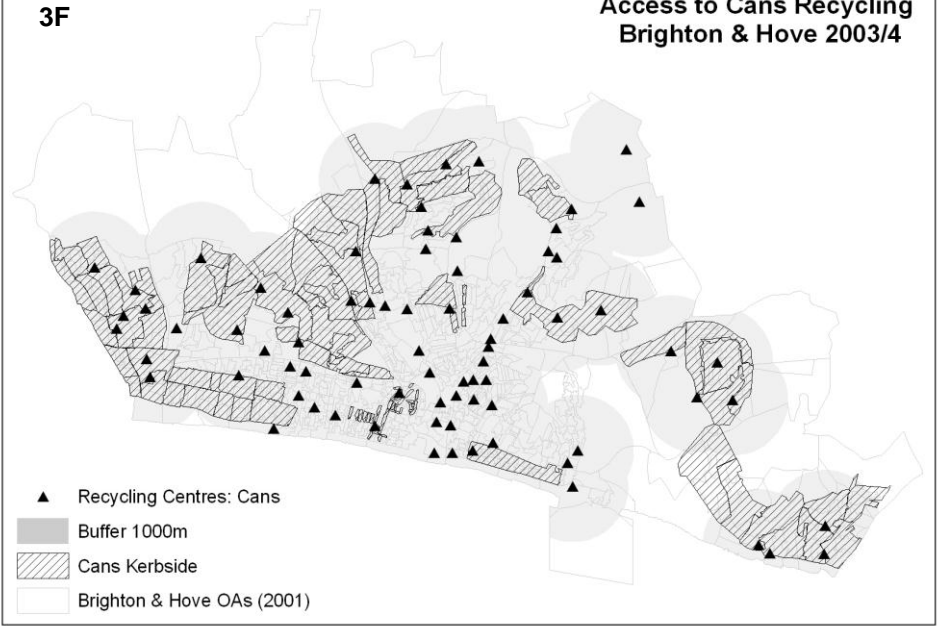 3F
Access to Cans Recycling
Brighton & Hove 2003/4
Recycling Centres: Cans
Buffer 1000m
Cans Kerbside
Brighton & Hove OAs (2001)